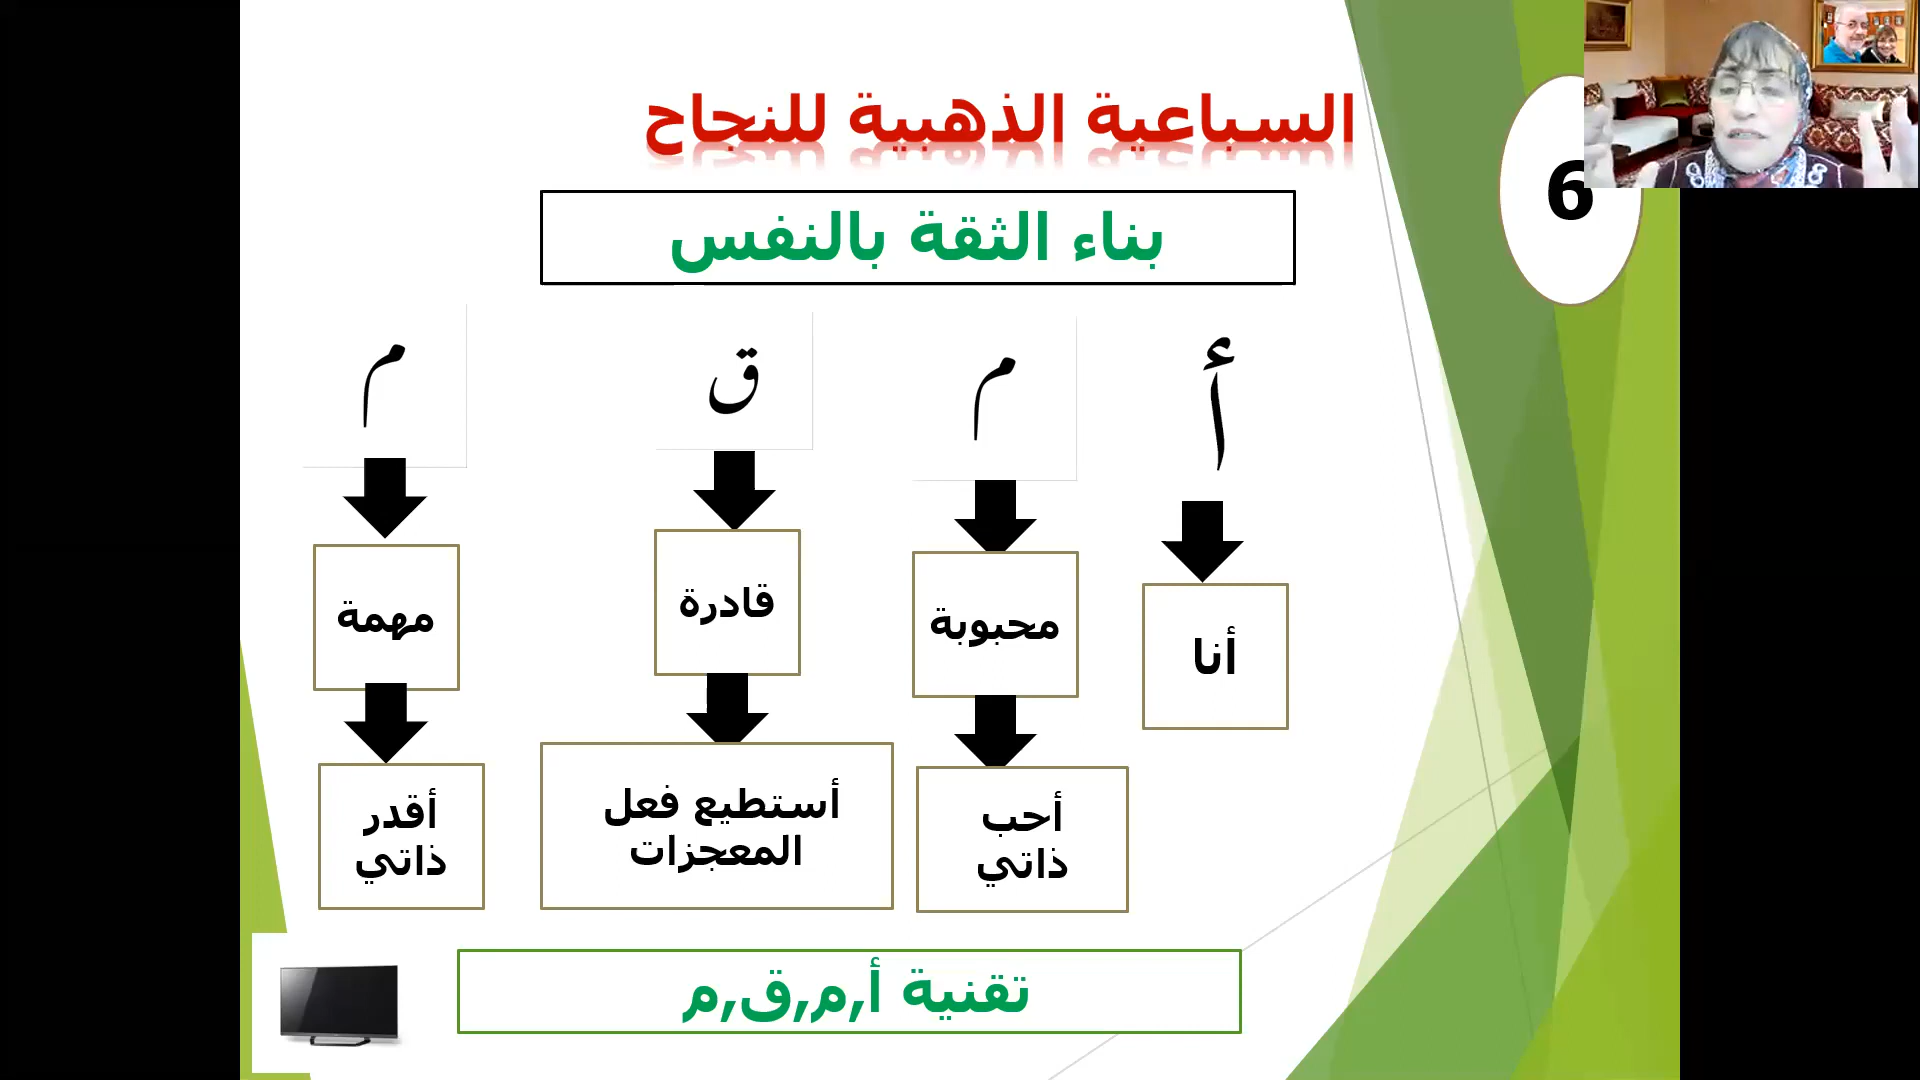 السباعية الذهبية للنجاح
6
بناء الثقة بالنفس
أ
م
ق
م
أنا
محبوبة
قادرة
مهمة
أحب
ذاتي
أستطيع فعل
المعجزات
أقدر
ذاتي
تقنية أ,م,ق,م